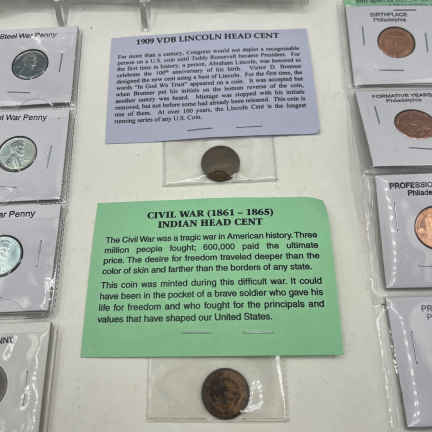 Steel War Penny
War Penny
ar Penny
NNY
1909 VDB LINCOLN HEAD CENT
For more than a century, Congress would not depict a recognizable
person on a U.S. coin until Teddy Roosevelt became President. For
the first time in history, a person, Abraham Lincoln, was honored to
celebrate the 100th anniversary of his birth. Victor D. Brenner
designed the new cent using a bust of Lincoln. For the first time, the
words "In God We Trust" appeared on a coin. It was accepted but
when Brenner put his initials on the bottom reverse of the coin,
another outcry was heard. Mintage was stopped with his initials
removed, but not before some had already been released. This coin is
one of them. At over 100 years, the Lincoln Cent is the longest
running series of any U.S. Coin.
CIVIL WAR (1861 – 1865)
INDIAN HEAD CENT
The Civil War was a tragic war in American history. Three
million people fought; 600,000 paid the ultimate
price. The desire for freedom traveled deeper than the
color of skin and farther than the borders of any state.
This coin was minted during this difficult war. It could
have been in the pocket of a brave soldier who gave his
life for freedom and who fought for the principals and
values that have shaped our United States.
BIRTHPLACE
Philadelphia
FORMATIVE YEARS
Philadelphia
PROFESSIO
Philade
PR
P